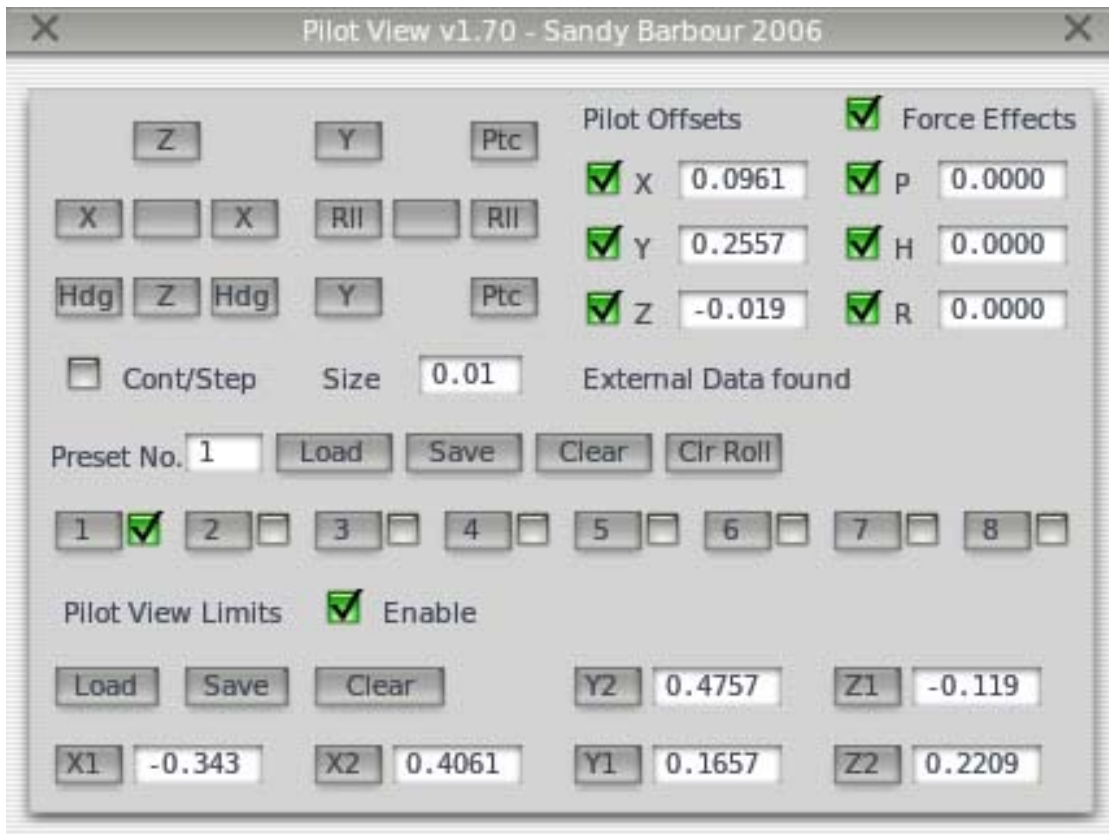 Pilot View v1.70 - Sandy Barbour 2006
Z Y Ptc Pilot Offsets Force Effects
X 0.0961 P 0.0000
X X Rll Rll
Y 0.2557 H 0.0000
Hdg Z Hdg Y Ptc Z -0.019 R 0.0000
Cont/Step Size 0.01 External Data found
Preset No. 1 Load Save Clear Clr Roll
1 2 3 4 5 6 7 8
Pilot View Limits Enable
Load Save Clear Y2 0.4757 Z1 -0.119
X1 -0.343 X2 0.4061 Y1 0.1657 Z2 0.2209